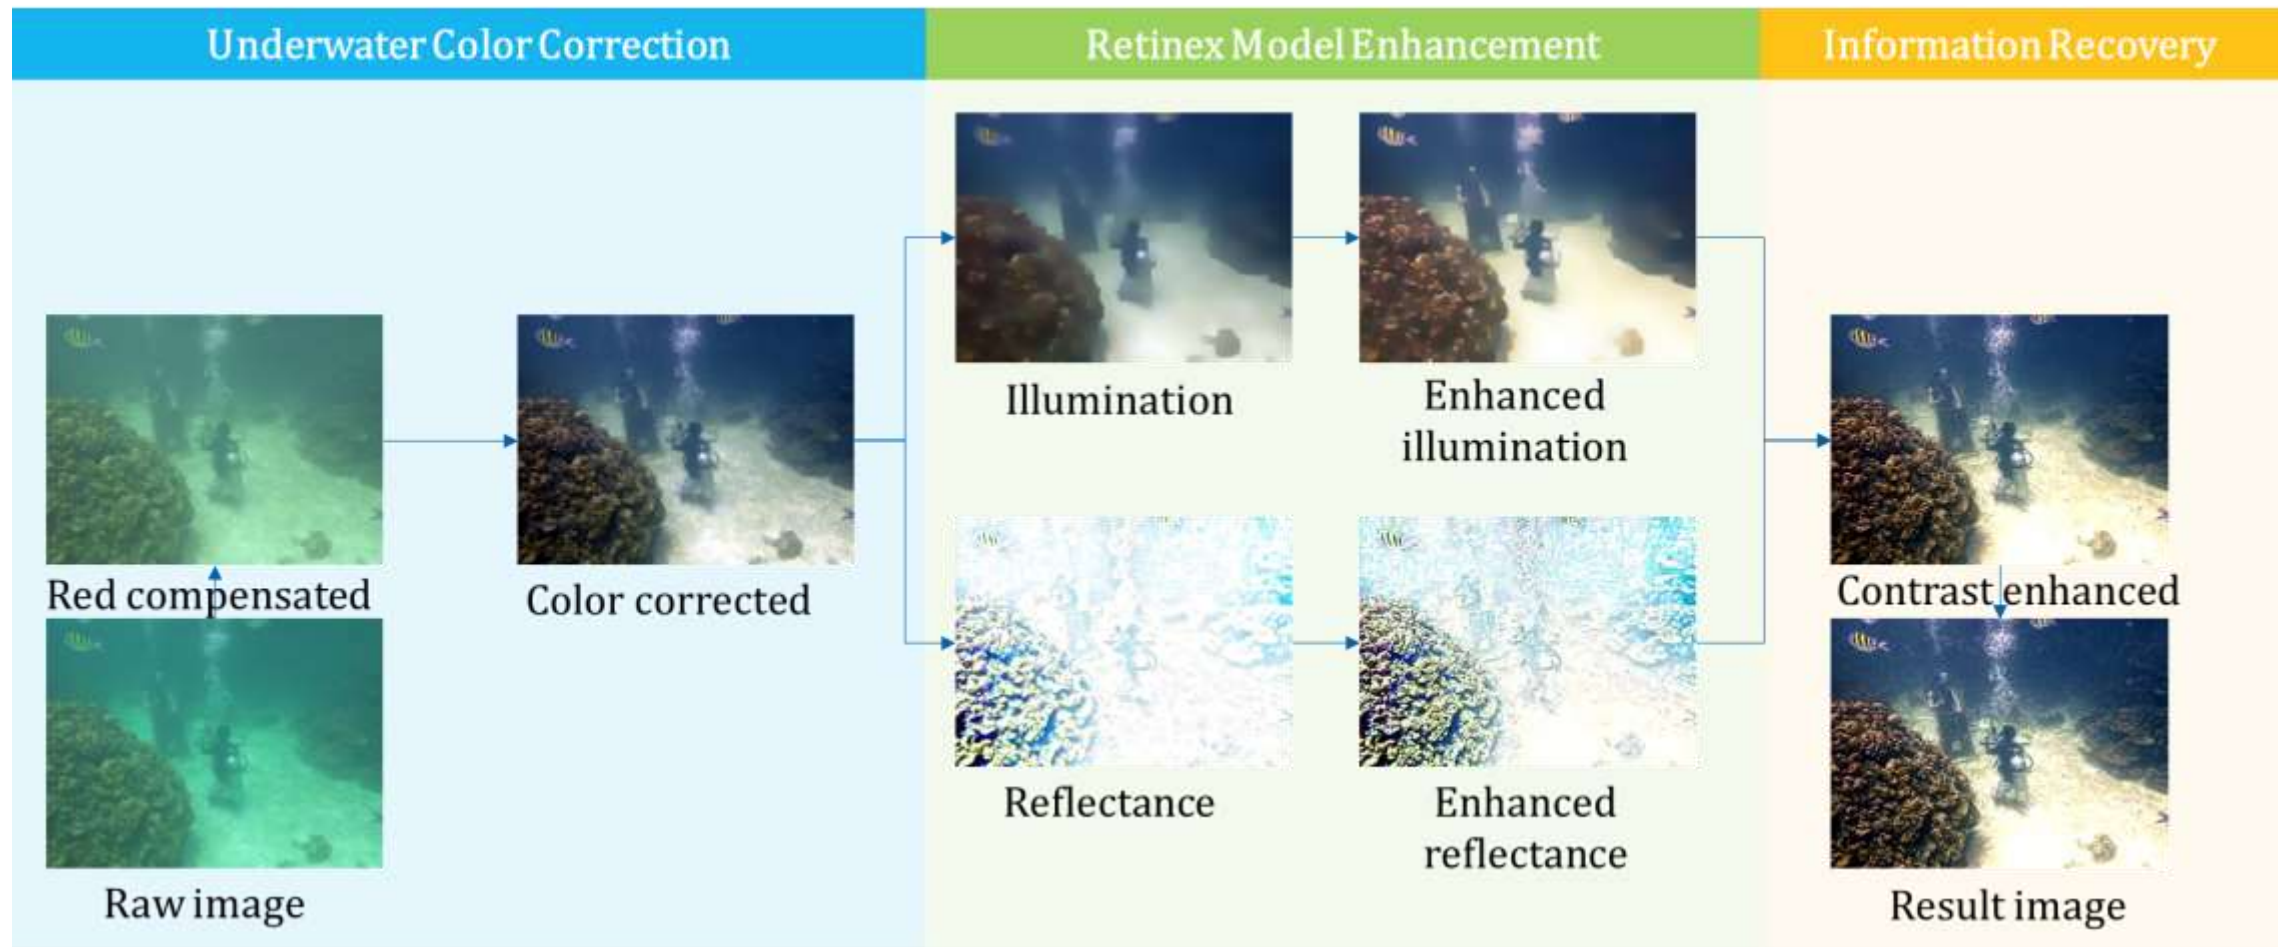 Underwater Color Correction
Retinex Model Enhancement
Information Recovery
Red compensated
Raw image
Color corrected
Illumination
Enhanced
illumination
Reflectance
Enhanced
reflectance
Contrast enhanced
Result image